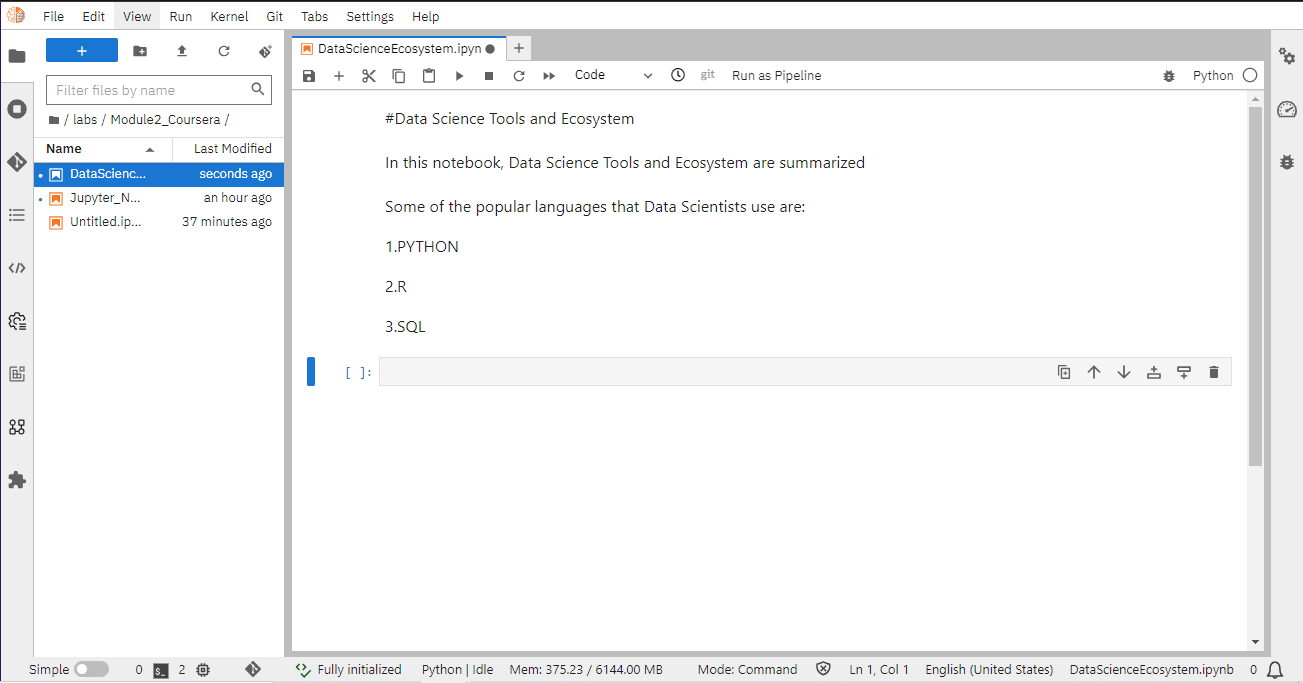 File Edit View Run Kernel Git Tabs Settings Help
+
Filter files by name
/ labs / Module2_Coursera /
Name Last Modified
DataScienc... seconds ago
Jupyter_N... an hour ago
Untitled.ip... 37 minutes ago
DataScienceEcosystem.ipyn
+
Code git Run as Pipeline Python
#Data Science Tools and Ecosystem
In this notebook, Data Science Tools and Ecosystem are summarized
Some of the popular languages that Data Scientists use are:
1.PYTHON
2.R
3.SQL
[ ]:
Simple 0 $_ 2 Fully initialized Python | Idle Mem: 375.23 / 6144.00 MB Mode: Command Ln 1, Col 1 English (United States) DataScienceEcosystem.ipynb 0